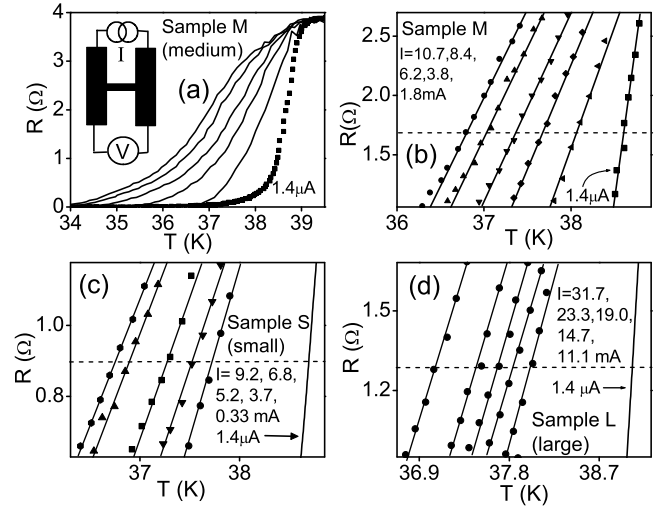 Sample M
(medium)
I
V
(a)
1.4μA
R (Ω)
4
3
2
1
0
34 35 36 37 38 39
T (K)
Sample M
I=10.7,8.4,
6.2,3.8,
1.8mA
(b)
1.4μA
R(Ω)
2.5
2.0
1.5
36 37 38
T (K)
(c)
Sample S
(small)
I= 9.2, 6.8,
5.2, 3.7,
0.33 mA
1.4μA
R (Ω)
1.0
0.8
37 38
T (K)
(d)
I=31.7,
23.3,19.0,
14.7,
11.1 mA
1.4 μA
Sample L
(large)
R (Ω)
1.5
1.2
36.9 37.8 38.7
T (K)